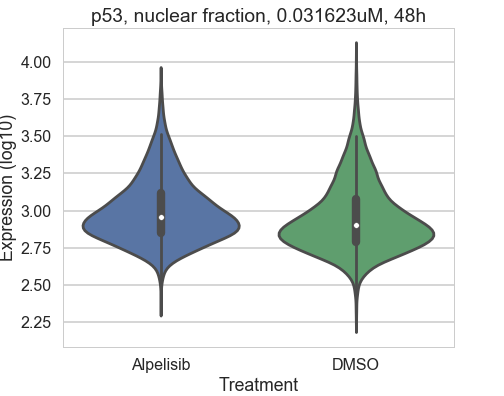 p53, nuclear fraction, 0.031623uM, 48h
Expression (log10)
4.00
3.75
3.50
3.25
3.00
2.75
2.50
2.25
Alpelisib DMSO
Treatment